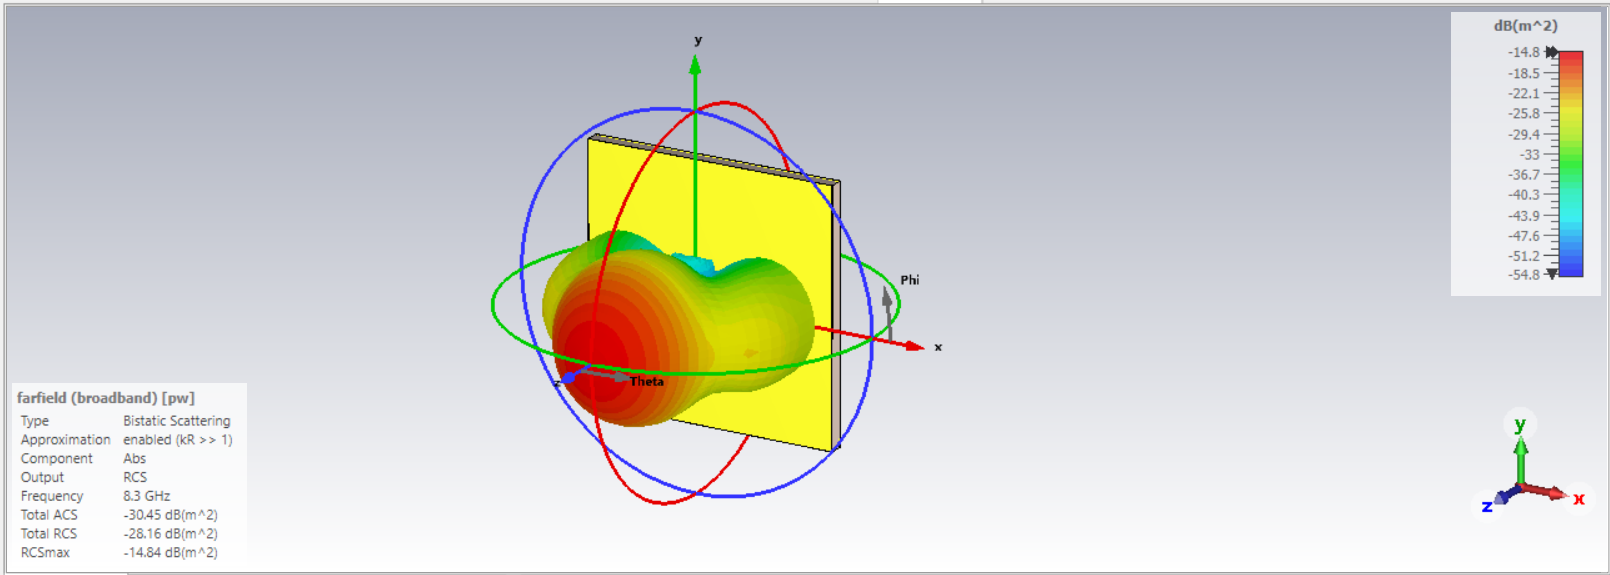 dB(m^2)
-14.8
-18.5
-22.1
-25.8
-29.4
-33
-36.7
-40.3
-43.9
-47.6
-51.2
-54.8
y
Phi
x
z
Theta
farfield (broadband) [pw]
Type Bistatic Scattering
Approximation enabled (kR >> 1)
Component Abs
Output RCS
Frequency 8.3 GHz
Total ACS -30.45 dB(m^2)
Total RCS -28.16 dB(m^2)
RCSmax -14.84 dB(m^2)
y
z
x